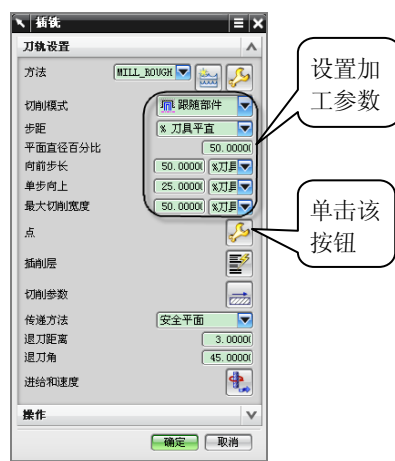 插铣
刀轨设置
方法 MILL_ROUGH
切削模式 跟随部件
步距 % 刀具平直
平面直径百分比 50.0000
向前步长 50.0000 %刀具
单步向上 25.0000 %刀具
最大切削宽度 50.0000 %刀具
点
插削层
切削参数
传递方法 安全平面
退刀距离 3.0000
退刀角 45.0000
进给和速度
操作
确定 取消
设置加
工参数
单击该
按钮